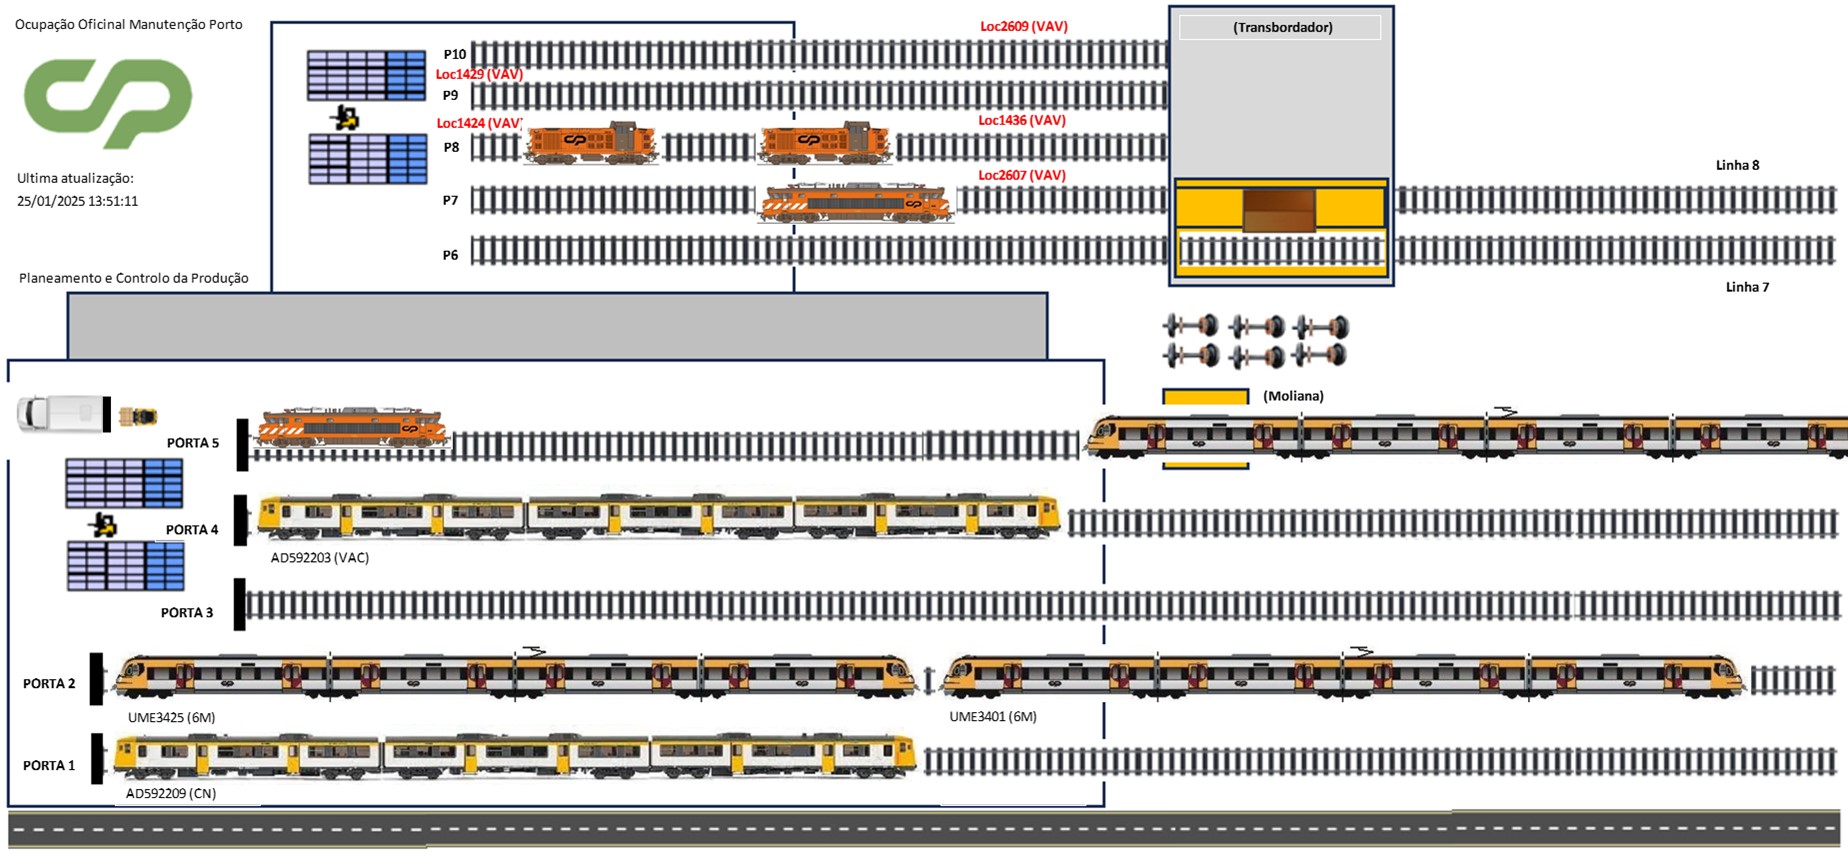 Ocupação Oficinal Manutenção Porto
Loc2609 (VAV)
(Transbordador)
P10
Loc1429 (VAV)
P9
Loc1424 (VAV)
Loc1436 (VAV)
P8
Ultima atualização:
25/01/2025 13:51:11
Loc2607 (VAV)
Linha 8
P7
P6
Planeamento e Controlo da Produção
Linha 7
(Moliana)
PORTA 5
PORTA 4
AD592203 (VAC)
PORTA 3
PORTA 2
UME3425 (6M)
UME3401 (6M)
PORTA 1
AD592209 (CN)